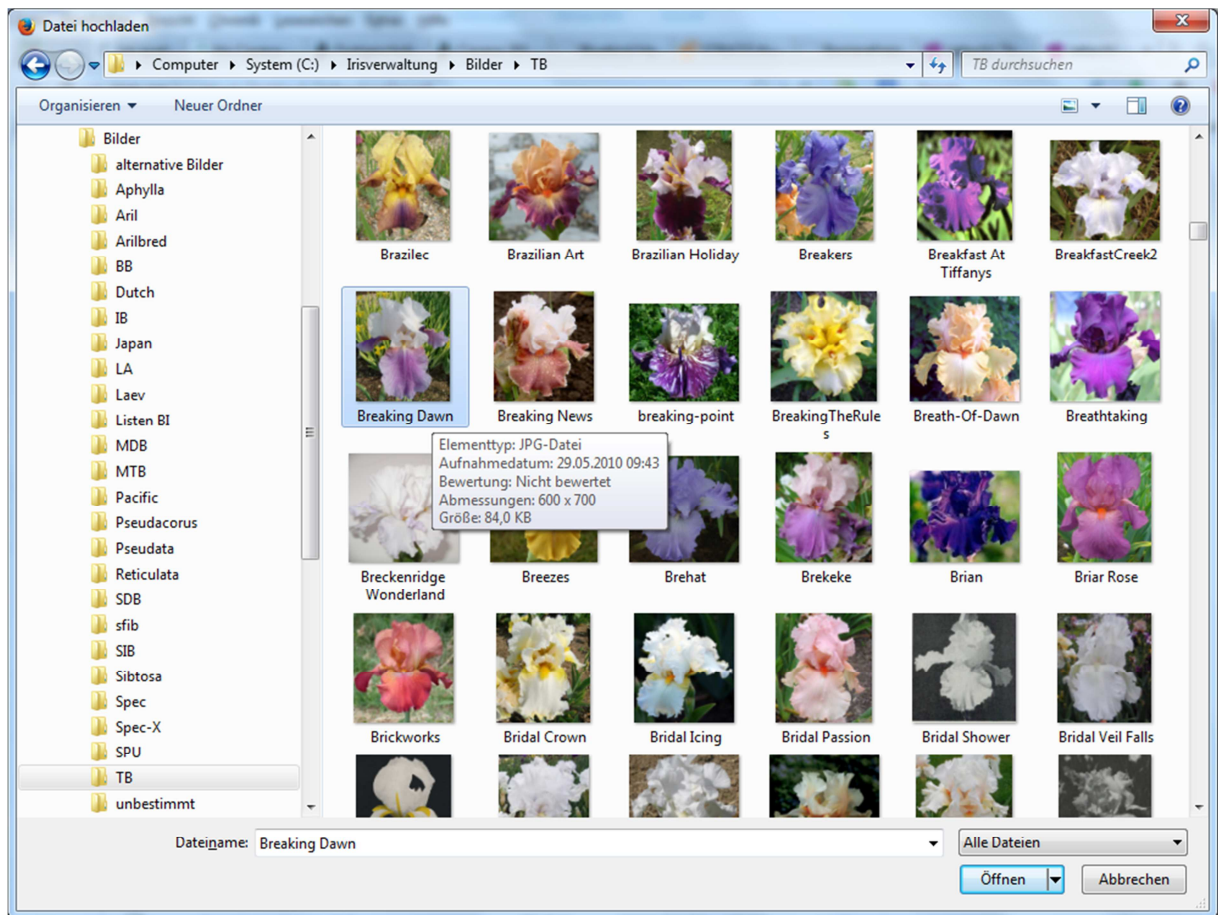 Datei hochladen
Computer System (C:) Irisverwaltung Bilder TB
TB durchsuchen
Organisieren
Neuer Ordner
Bilder
alternative Bilder
Aphylla
Aril
Arilbred
BB
Dutch
IB
Japan
LA
Laev
Listen BI
MDB
MTB
Pacific
Pseudacorus
Pseudata
Reticulata
SDB
sfib
SIB
Sibtosa
Spec
Spec-X
SPU
TB
unbestimmt
Brazilec
Brazilian Art
Brazilian Holiday
Breakers
Breakfast At
Tiffanys
BreakfastCreek2
Breaking Dawn
Breaking News
breaking-point
BreakingTheRule
s
Breath-Of-Dawn
Breathtaking
Elementtyp: JPG-Datei
Aufnahmedatum: 29.05.2010 09:43
Bewertung: Nicht bewertet
Abmessungen: 600 x 700
Größe: 84,0 KB
Breckenridge
Wonderland
Breezes
Brehat
Brekeke
Brian
Briar Rose
Brickworks
Bridal Crown
Bridal Icing
Bridal Passion
Bridal Shower
Bridal Veil Falls
Dateiname:
Breaking Dawn
Alle Dateien
Öffnen
Abbrechen